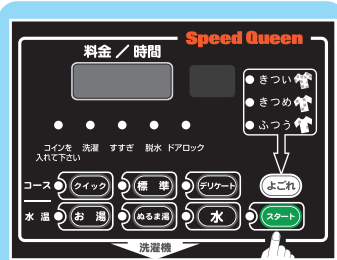 Speed Queen
料金／時間
きつい
きつめ
ふつう
コインを
入れて下さい
洗濯
すすぎ
脱水
ドアロック
コース
クイック
標準
デリケート
よごれ
水温
お湯
ぬるま湯
水
スタート
洗濯機